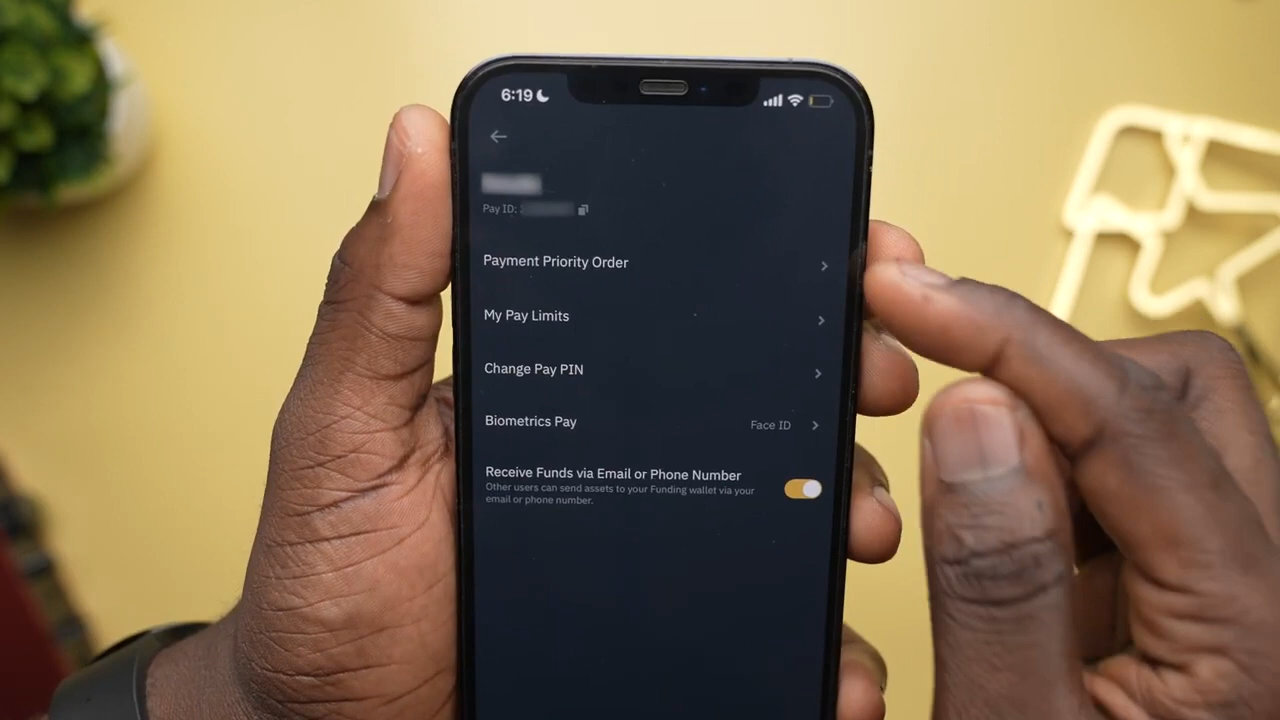 6:19
Pay ID:
Payment Priority Order
My Pay Limits
Change Pay PIN
Biometrics Pay Face ID
Receive Funds via Email or Phone Number
Other users can send assets to your Funding wallet via your
email or phone number.